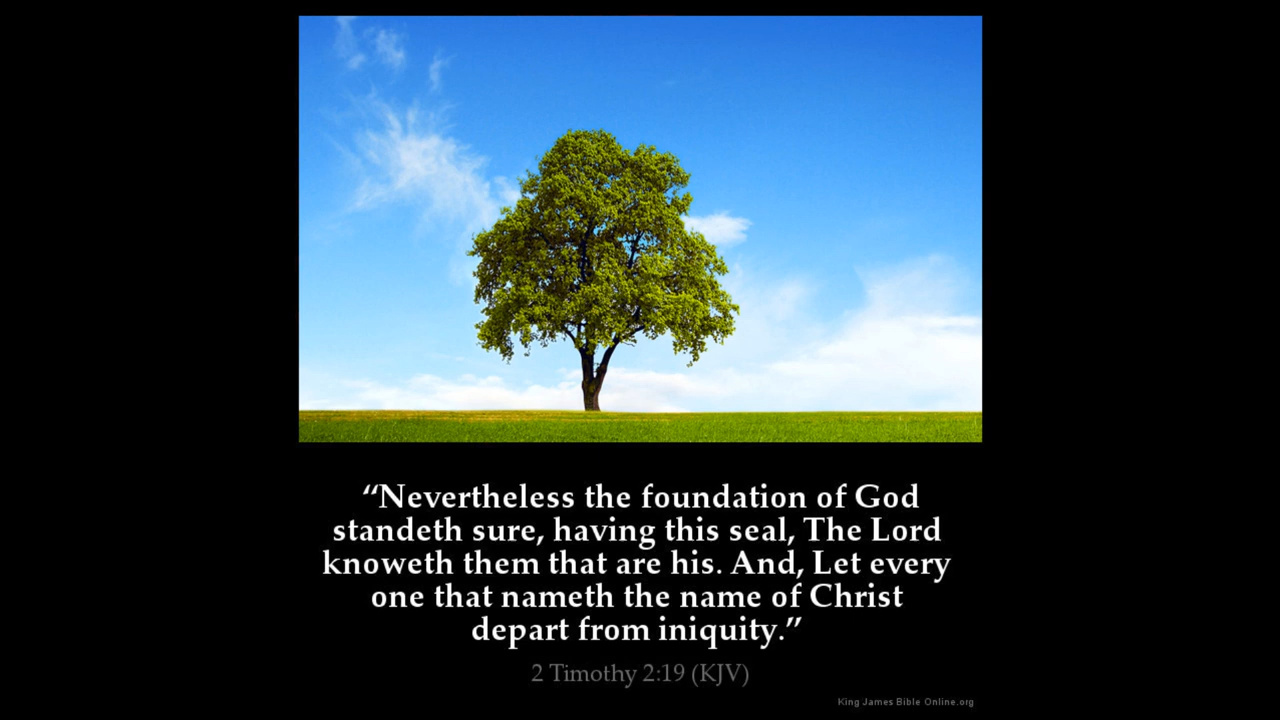 “Nevertheless the foundation of God
standeth sure, having this seal, The Lord
knoweth them that are his. And, Let every
one that nameth the name of Christ
depart from iniquity.”
2 Timothy 2:19 (KJV)
King James Bible Online.org